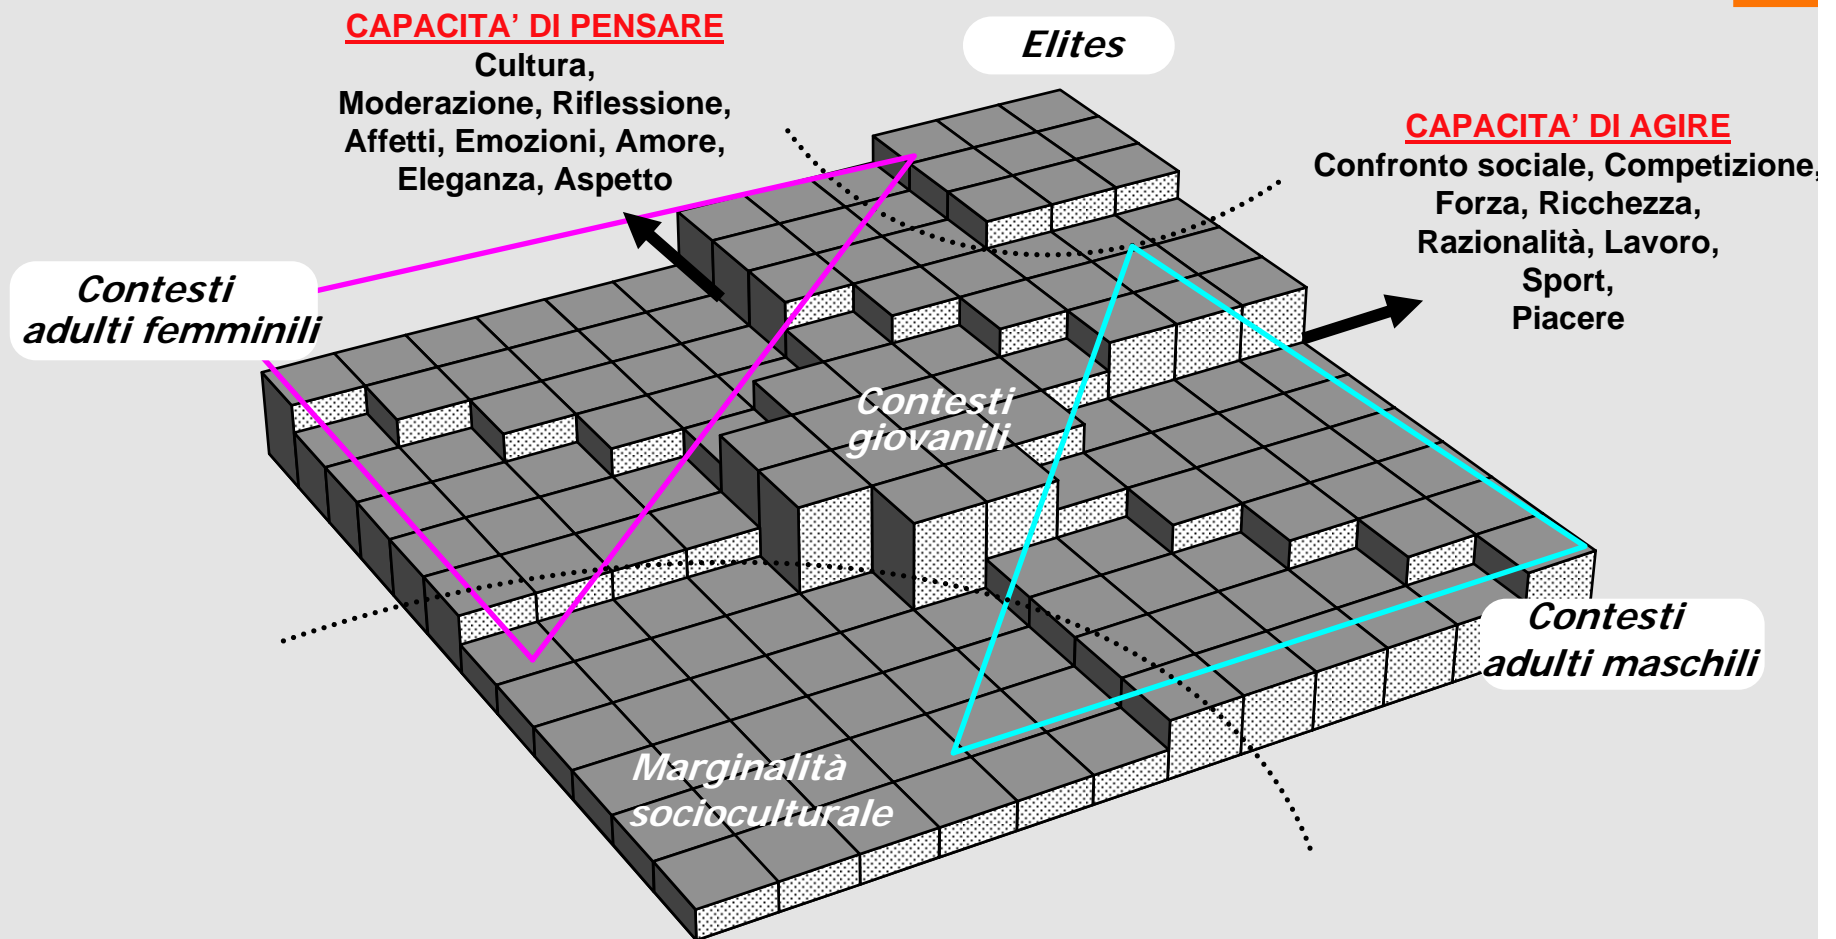 CAPACITA’ DI PENSARE
Cultura,
Moderazione, Riflessione,
Affetti, Emozioni, Amore,
Eleganza, Aspetto
Elites
CAPACITA’ DI AGIRE
Confronto sociale, Competizione,
Forza, Ricchezza,
Razionalità, Lavoro,
Sport,
Piacere
Contesti
adulti femminili
Contesti
giovanili
Contesti
adulti maschili
Marginalità
socioculturale